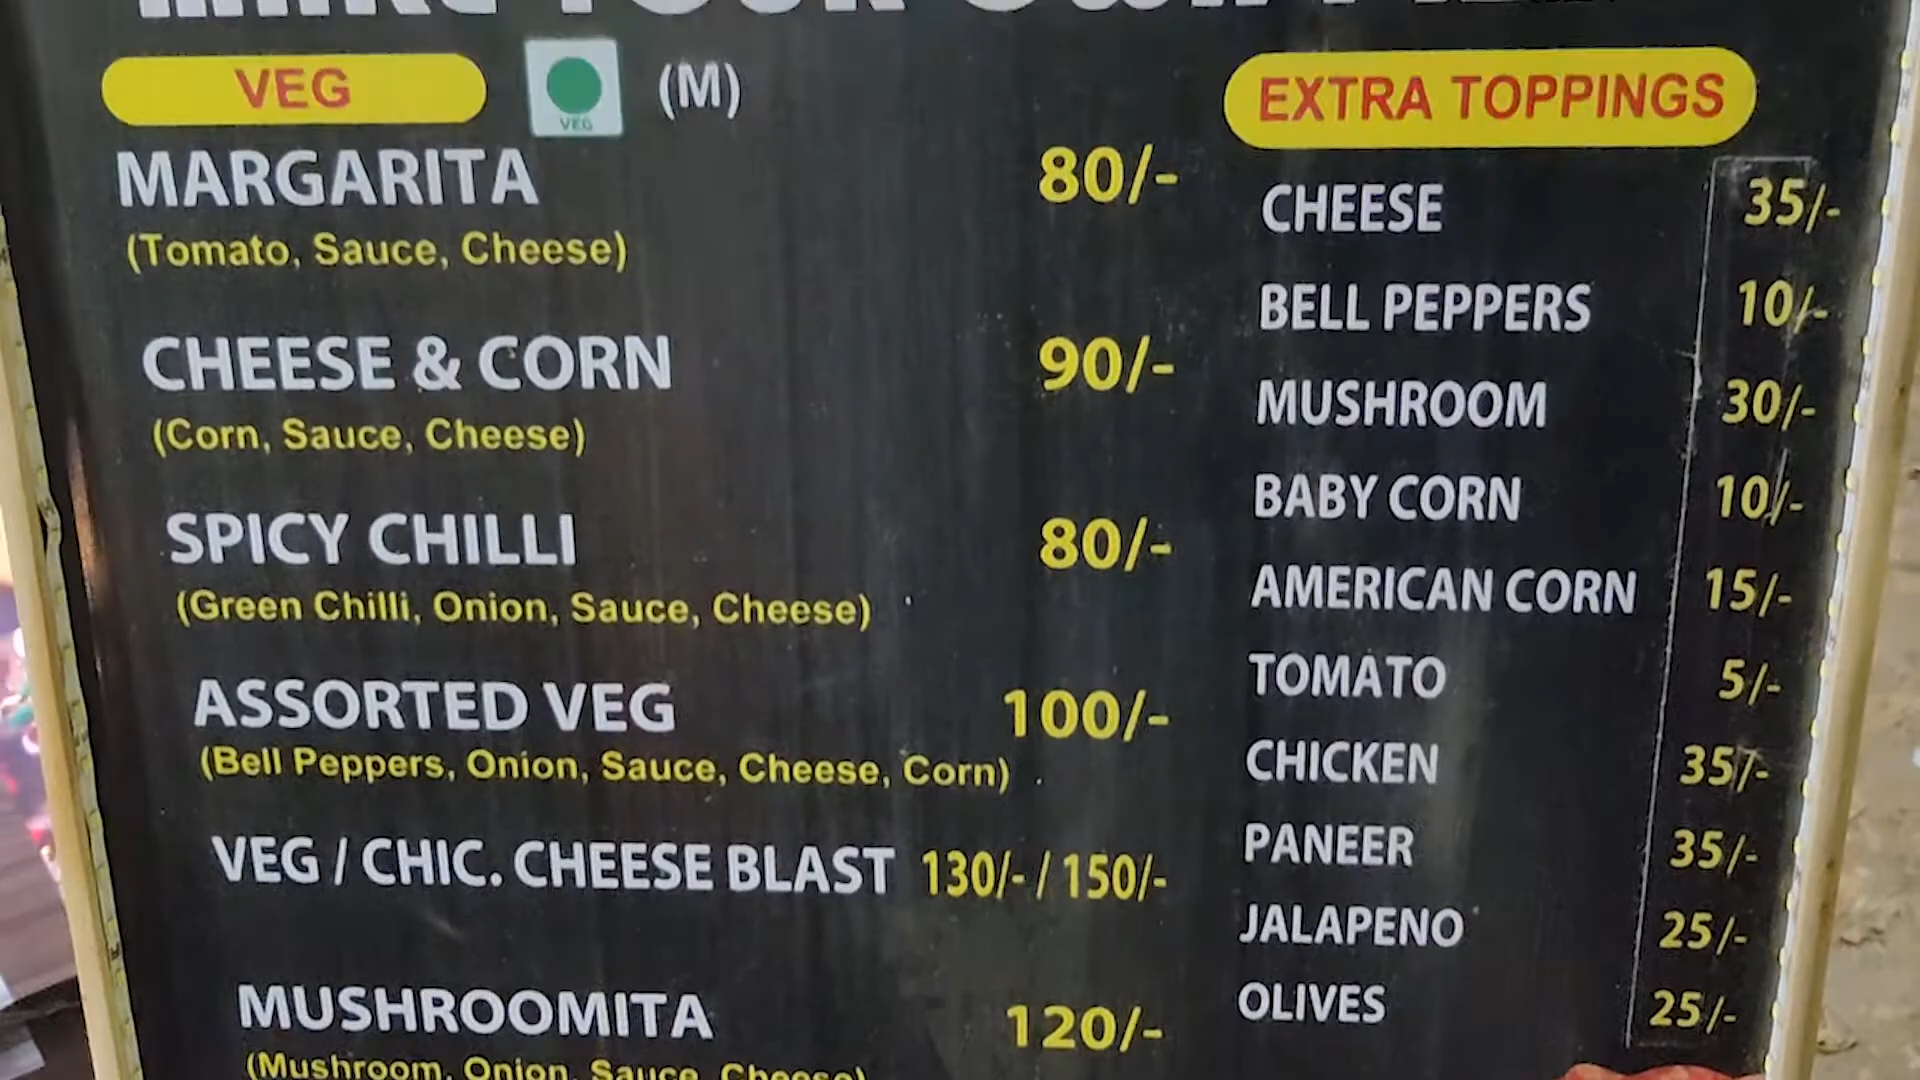 MAKE YOUR OWN
VEG
VEG
(M)
MARGARITA 80/-
(Tomato, Sauce, Cheese)
CHEESE & CORN 90/-
(Corn, Sauce, Cheese)
SPICY CHILLI 80/-
(Green Chilli, Onion, Sauce, Cheese)
ASSORTED VEG 100/-
(Bell Peppers, Onion, Sauce, Cheese, Corn)
VEG / CHIC. CHEESE BLAST 130/- / 150/-
MUSHROOMITA 120/-
(Mushroom, Onion, Sauce, Cheese)
EXTRA TOPPINGS
CHEESE 35/-
BELL PEPPERS 10/-
MUSHROOM 30/-
BABY CORN 10/-
AMERICAN CORN 15/-
TOMATO 5/-
CHICKEN 35/-
PANEER 35/-
JALAPENO 25/-
OLIVES 25/-